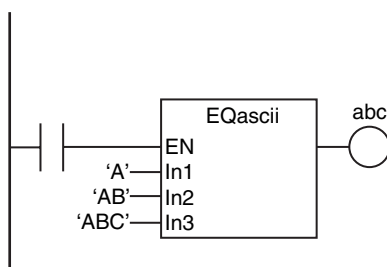 EQascii
abc
EN
‘A’ In1
‘AB’ In2
‘ABC’ In3